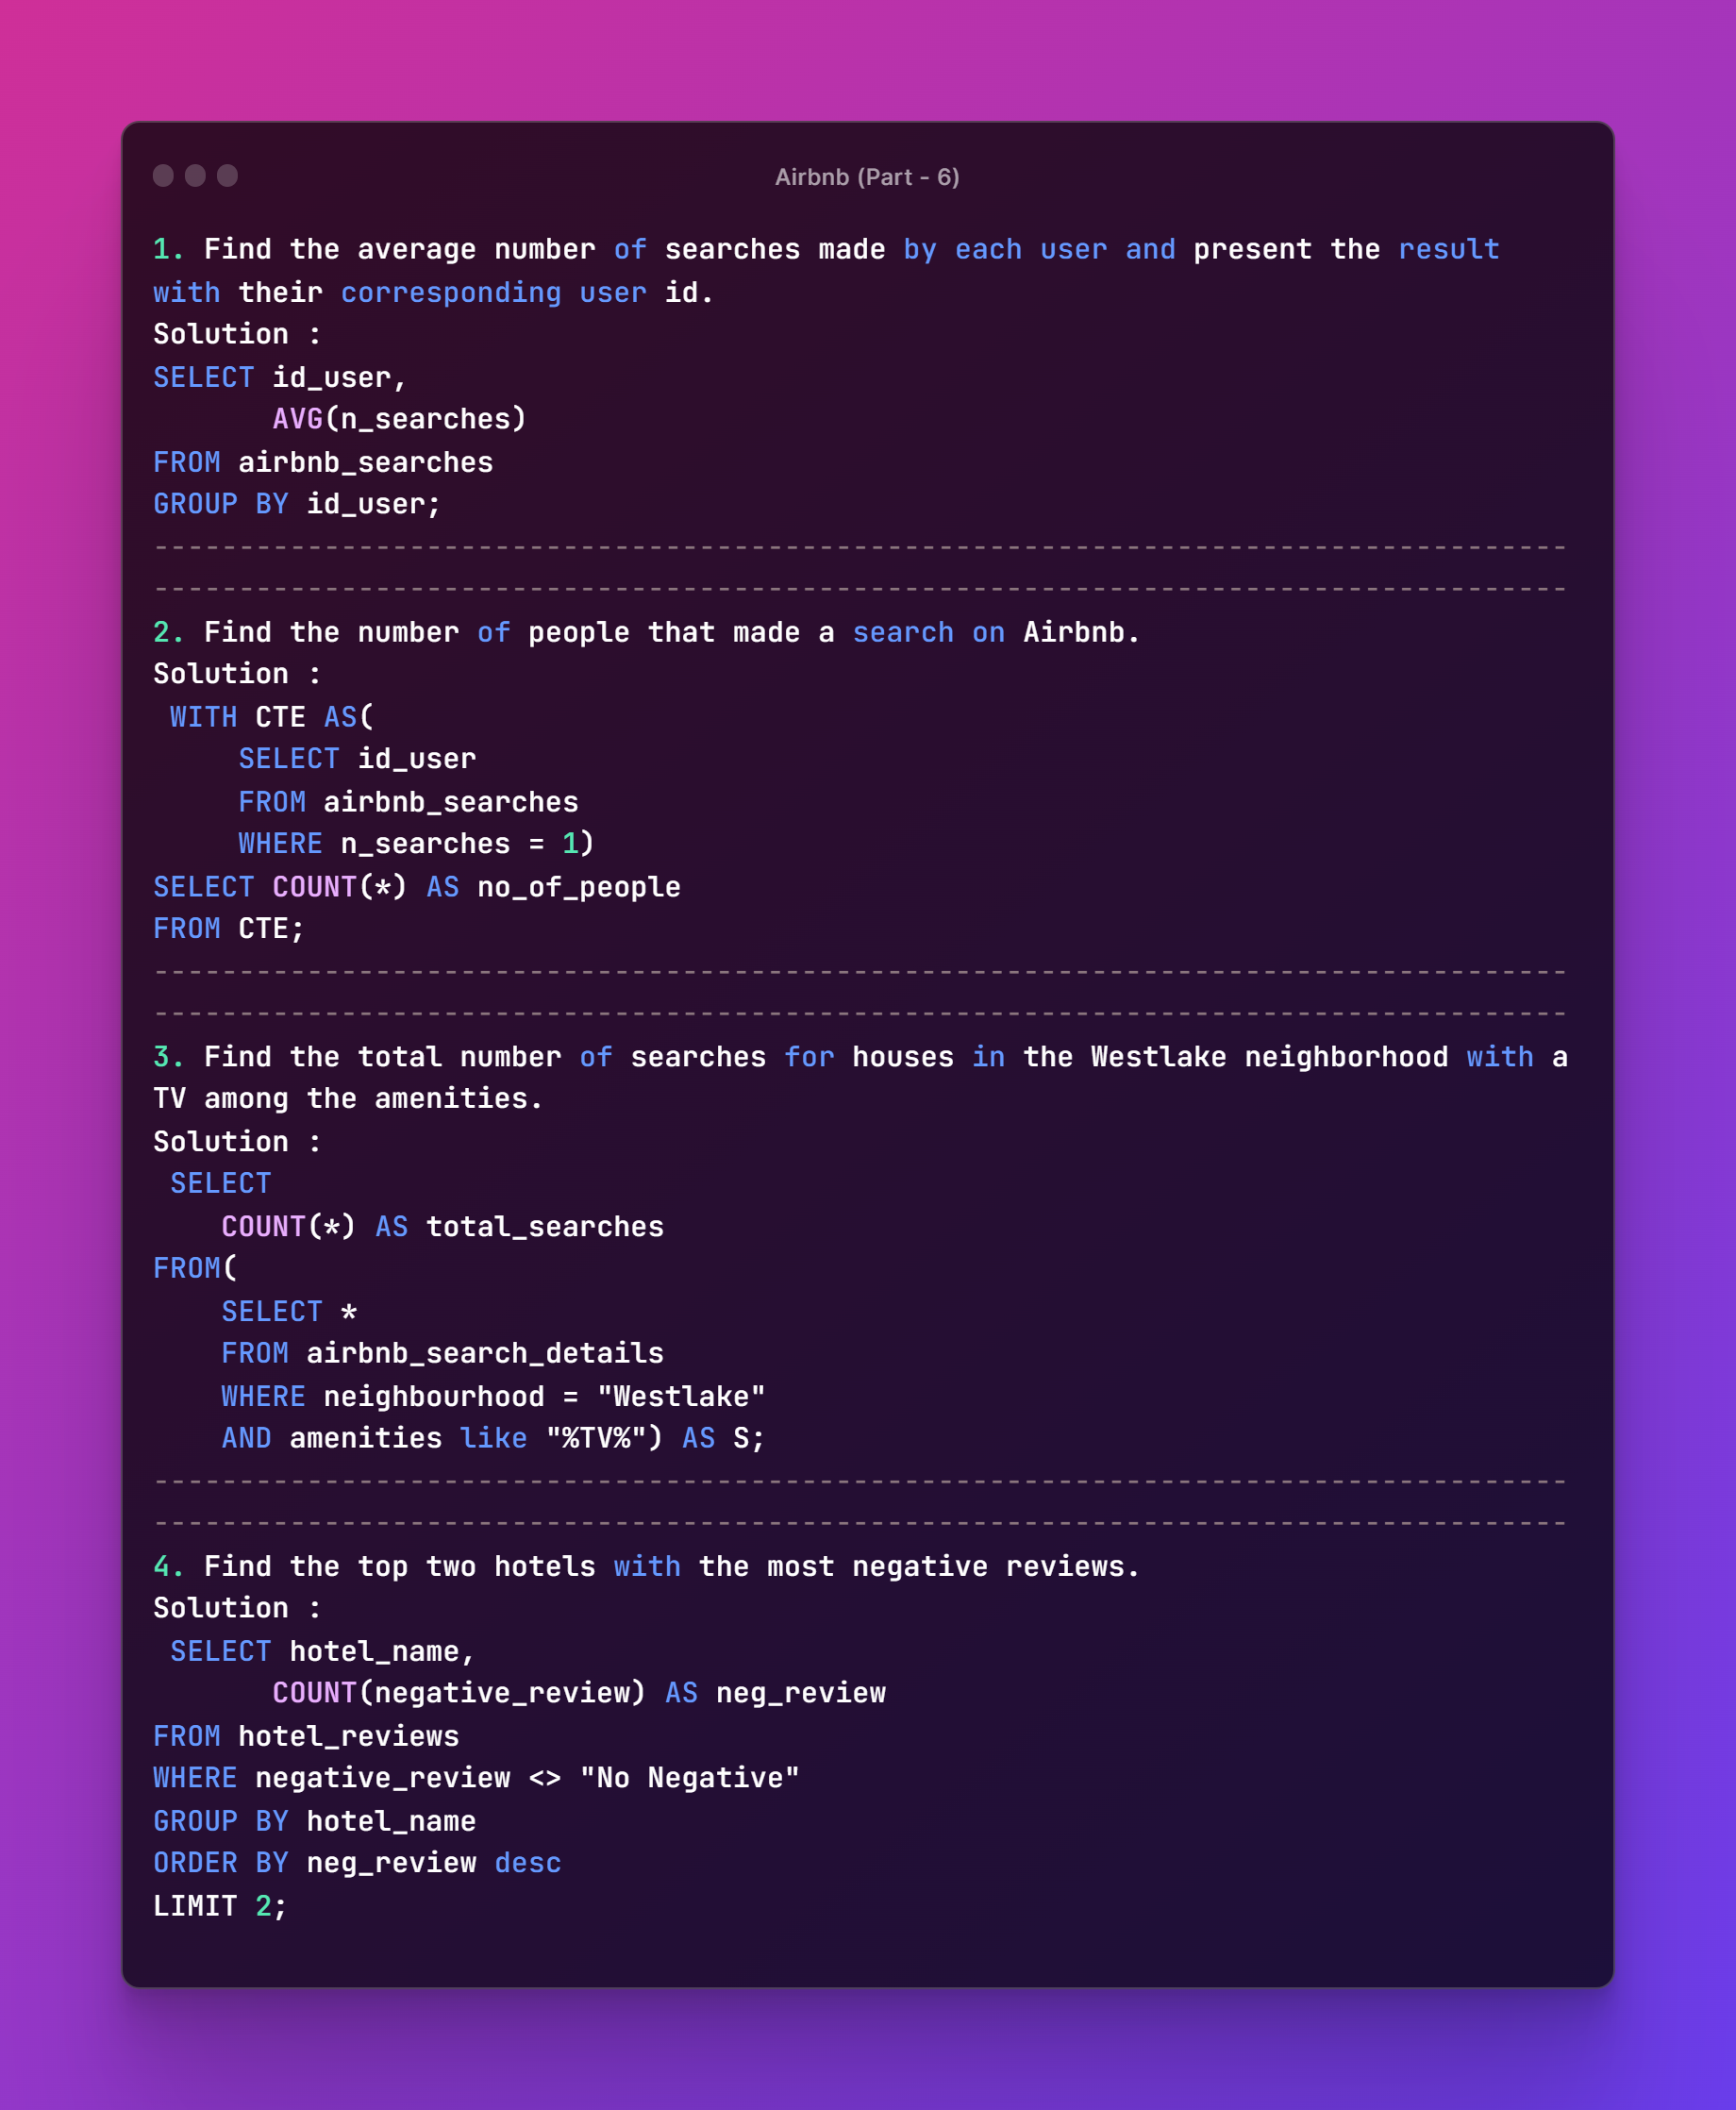 Airbnb (Part - 6)
1. Find the average number of searches made by each user and present the result
with their corresponding user id.
Solution :
SELECT id_user,
       AVG(n_searches)
FROM airbnb_searches
GROUP BY id_user;
-----------------------------------------------------------------------------------
-----------------------------------------------------------------------------------
2. Find the number of people that made a search on Airbnb.
Solution :
 WITH CTE AS(
     SELECT id_user
     FROM airbnb_searches
     WHERE n_searches = 1)
SELECT COUNT(*) AS no_of_people
FROM CTE;
-----------------------------------------------------------------------------------
-----------------------------------------------------------------------------------
3. Find the total number of searches for houses in the Westlake neighborhood with a
TV among the amenities.
Solution :
 SELECT
    COUNT(*) AS total_searches
FROM(
    SELECT *
    FROM airbnb_search_details
    WHERE neighbourhood = "Westlake"
    AND amenities like "%TV%") AS S;
-----------------------------------------------------------------------------------
-----------------------------------------------------------------------------------
4. Find the top two hotels with the most negative reviews.
Solution :
 SELECT hotel_name,
       COUNT(negative_review) AS neg_review
FROM hotel_reviews
WHERE negative_review <> "No Negative"
GROUP BY hotel_name
ORDER BY neg_review desc
LIMIT 2;